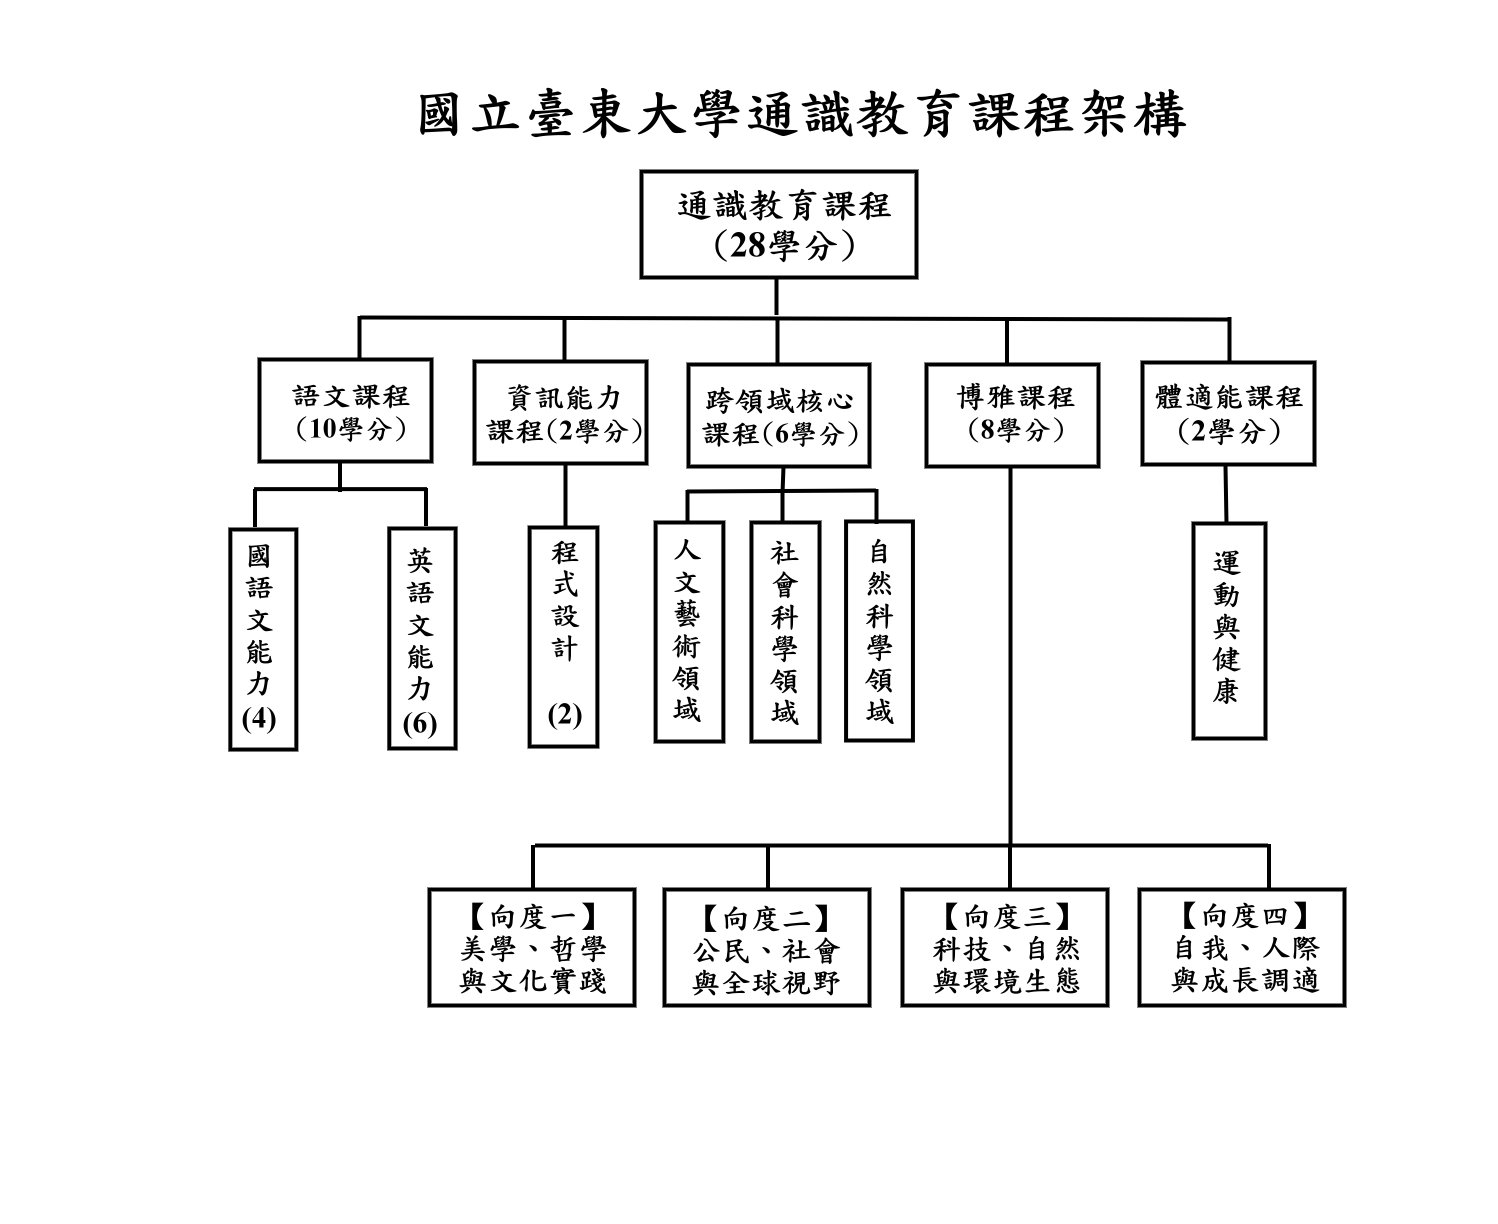 國立臺東大學通識教育課程架構
通識教育課程
（28學分）
語文課程
（10學分）
資訊能力
課程（2學分）
跨領域核心
課程（6學分）
博雅課程
（8學分）
體適能課程
（2學分）
國語文能力
(4)
英語文能力
(6)
程式設計
(2)
人文藝術領域
社會科學領域
自然科學領域
運動與健康
【向度一】
美學、哲學
與文化實踐
【向度二】
公民、社會
與全球視野
【向度三】
科技、自然
與環境生態
【向度四】
自我、人際
與成長調適